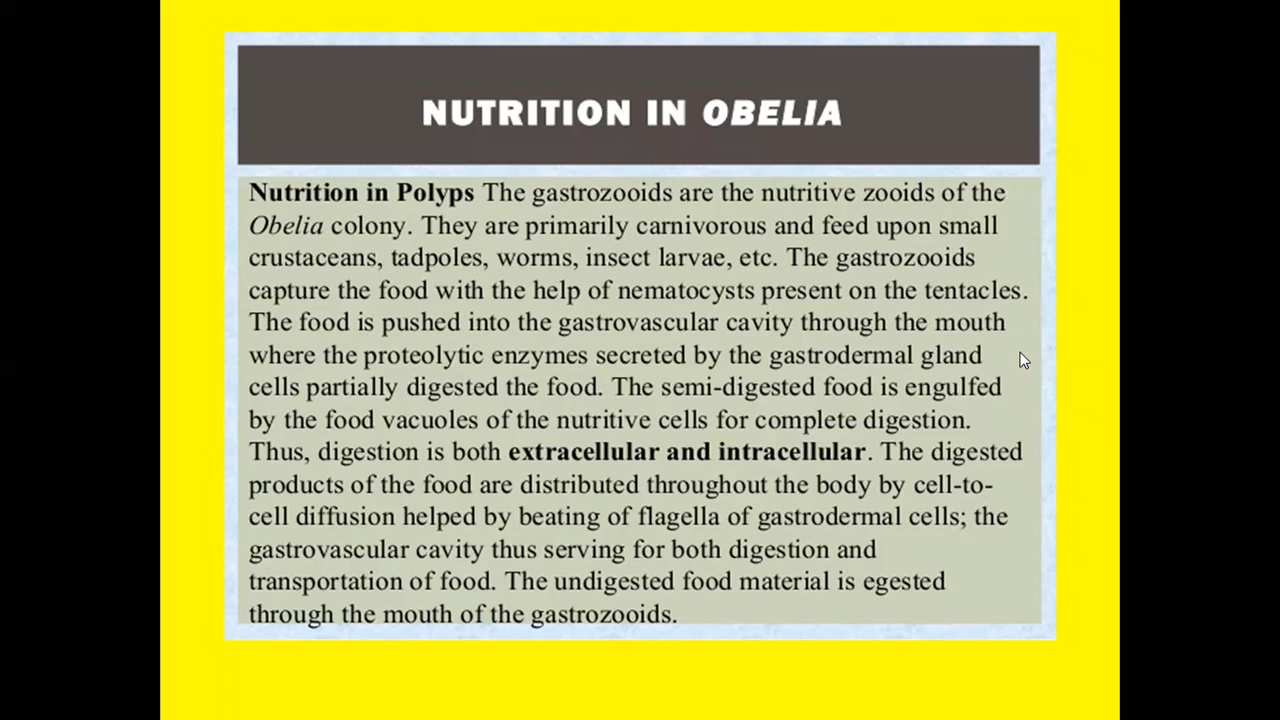 NUTRITION IN OBELIA
Nutrition in Polyps The gastrozooids are the nutritive zooids of the
Obelia colony. They are primarily carnivorous and feed upon small
crustaceans, tadpoles, worms, insect larvae, etc. The gastrozooids
capture the food with the help of nematocysts present on the tentacles.
The food is pushed into the gastrovascular cavity through the mouth
where the proteolytic enzymes secreted by the gastrodermal gland
cells partially digested the food. The semi-digested food is engulfed
by the food vacuoles of the nutritive cells for complete digestion.
Thus, digestion is both extracellular and intracellular. The digested
products of the food are distributed throughout the body by cell-to-
cell diffusion helped by beating of flagella of gastrodermal cells; the
gastrovascular cavity thus serving for both digestion and
transportation of food. The undigested food material is egested
through the mouth of the gastrozooids.